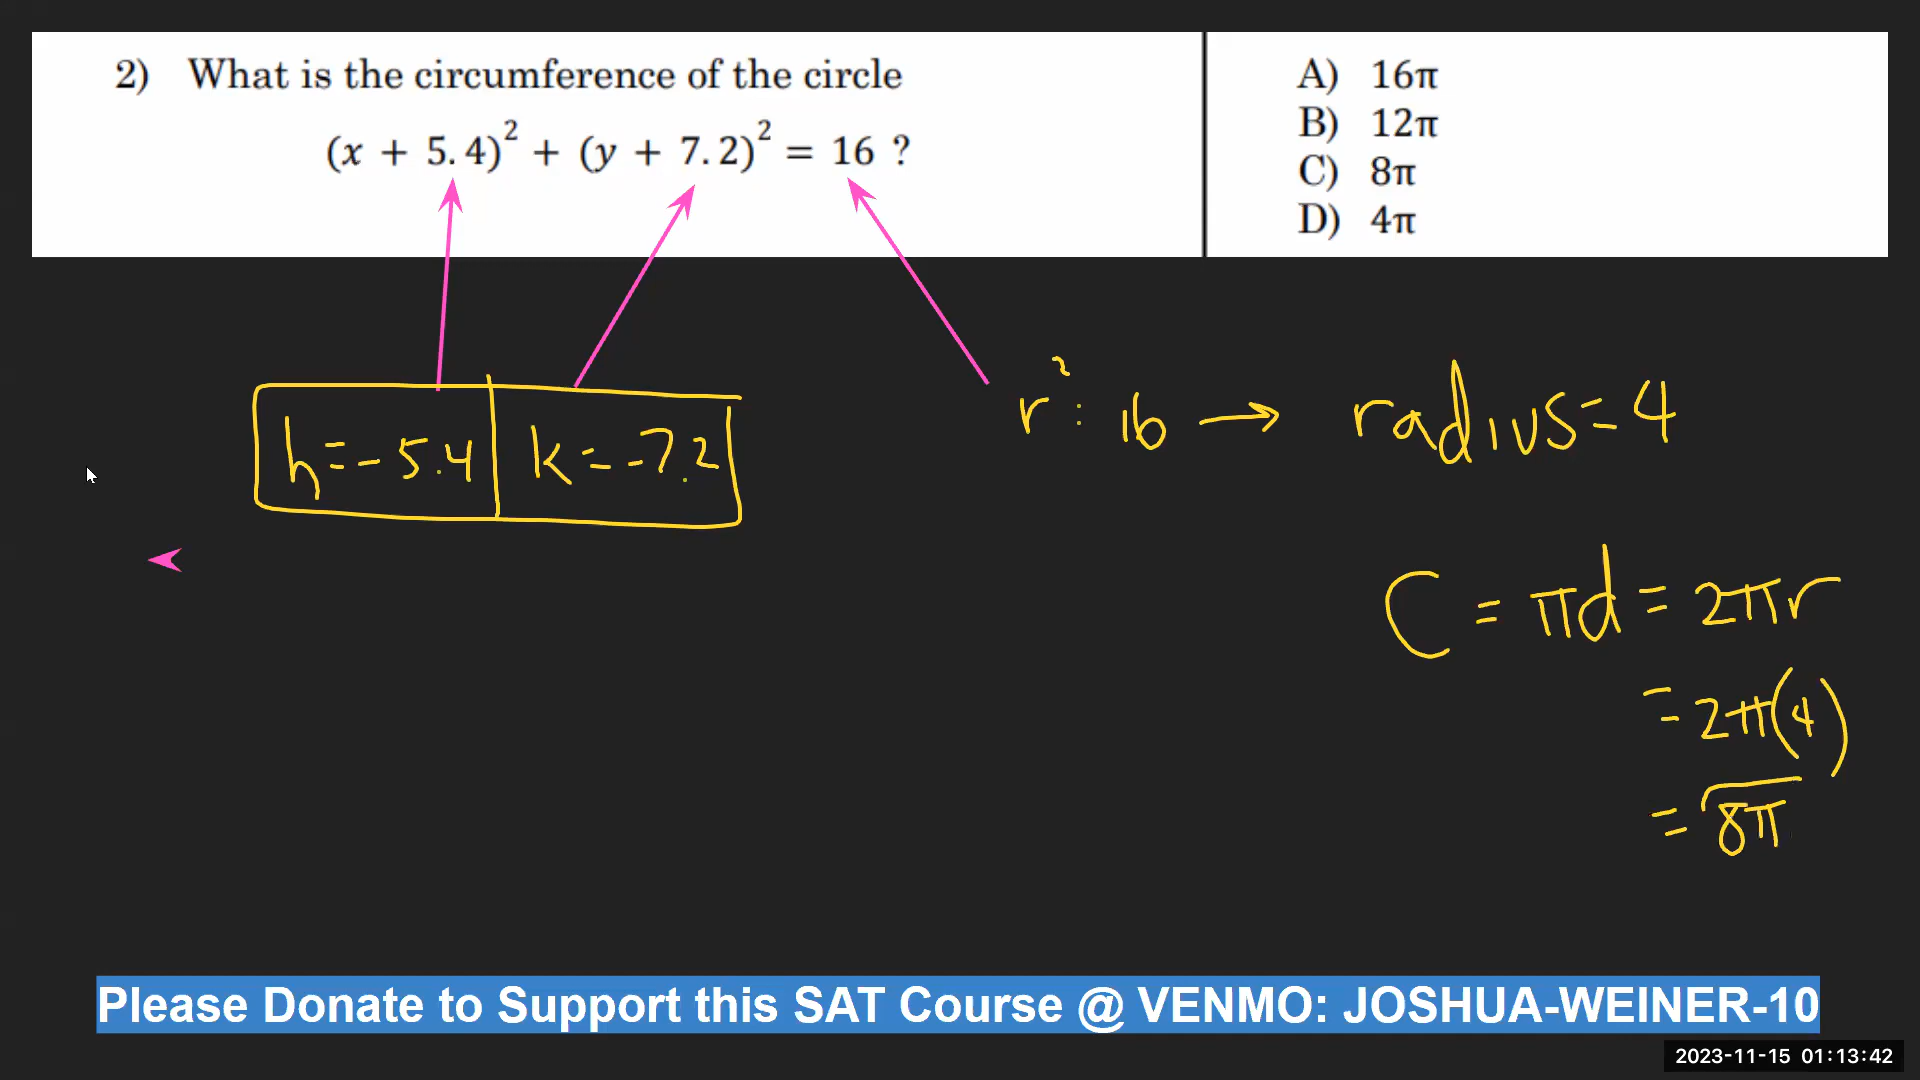 2) What is the circumference of the circle
(x + 5.4)² + (y + 7.2)² = 16 ?
A) 16π
B) 12π
C) 8π
D) 4π
h = -5.4 k = -7.2
r² : 16 → radius = 4
C = πd = 2πr
= 2π(4)
= 8π
Please Donate to Support this SAT Course @ VENMO: JOSHUA-WEINER-10
2023-11-15 01:13:42